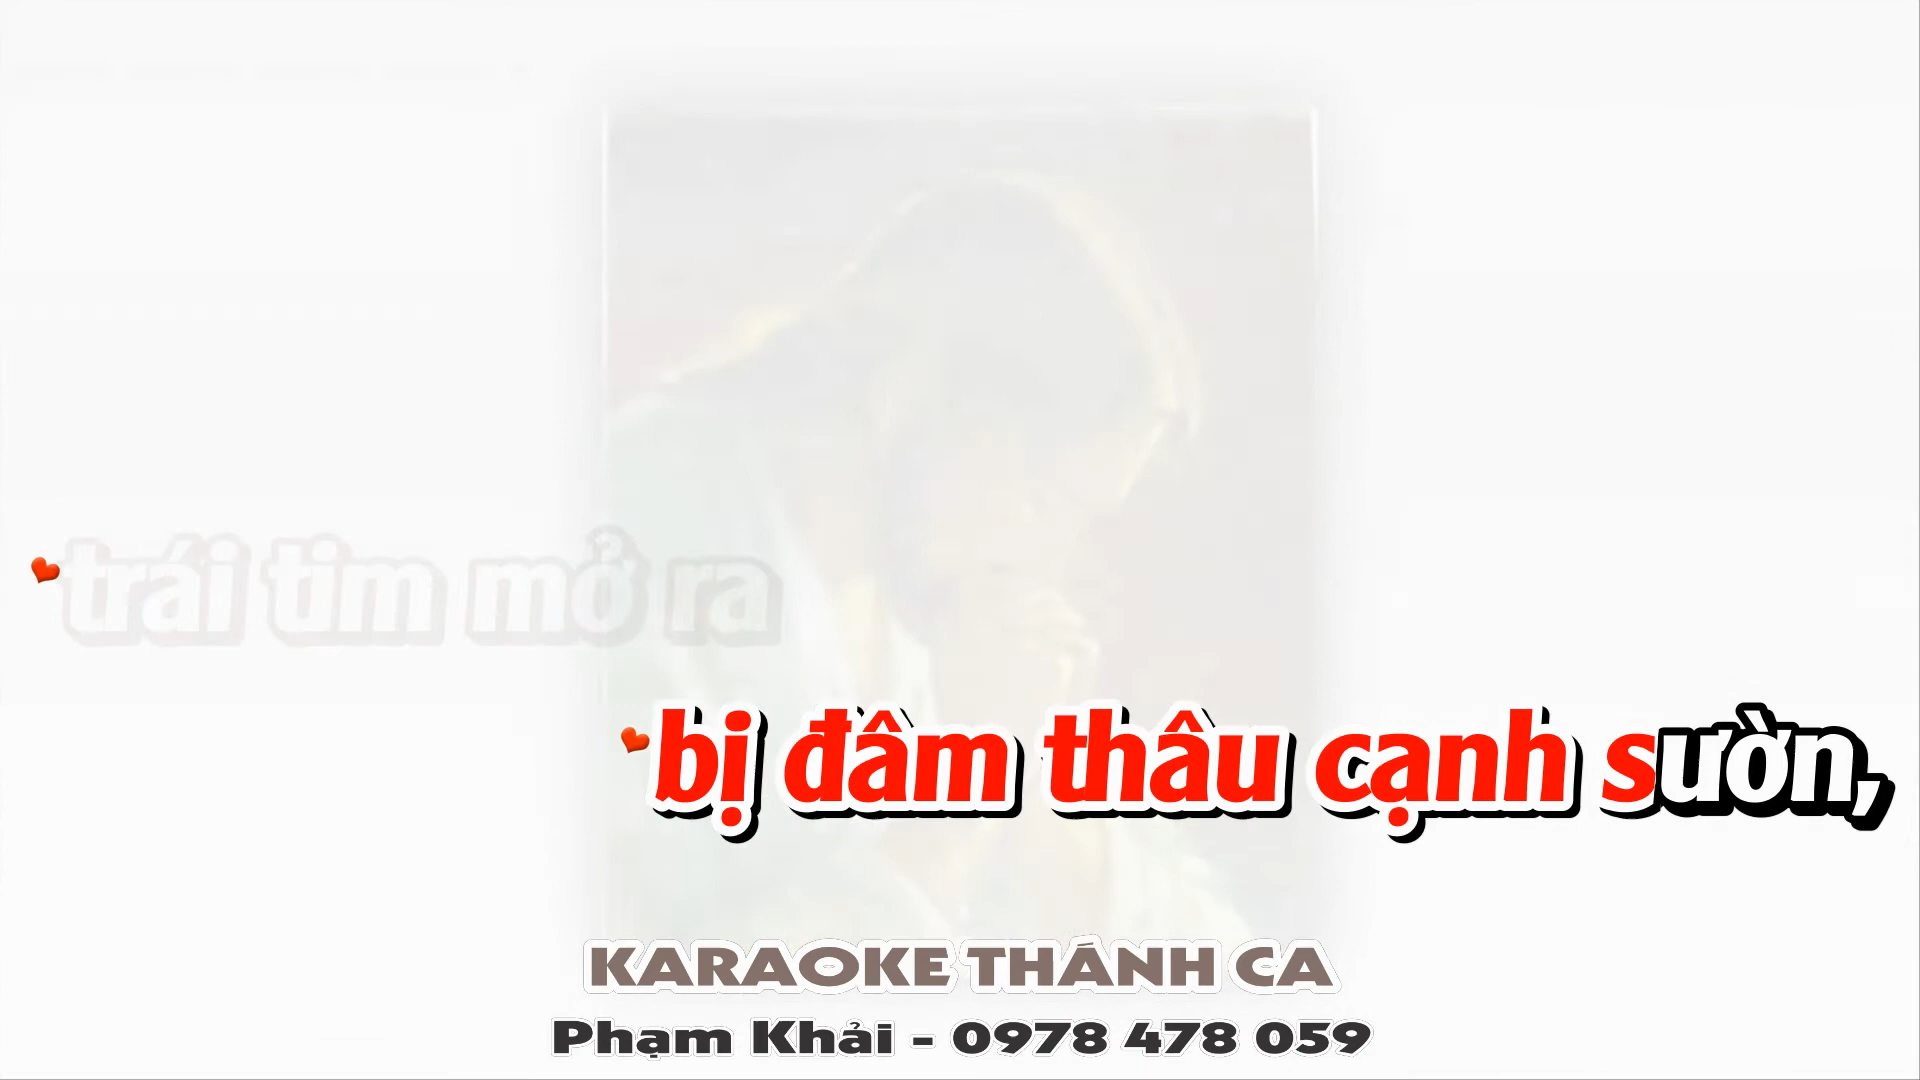 trái tim mở ra
bị đâm thâu cạnh sườn,
KARAOKE THÁNH CA
Phạm Khải - 0978 478 059